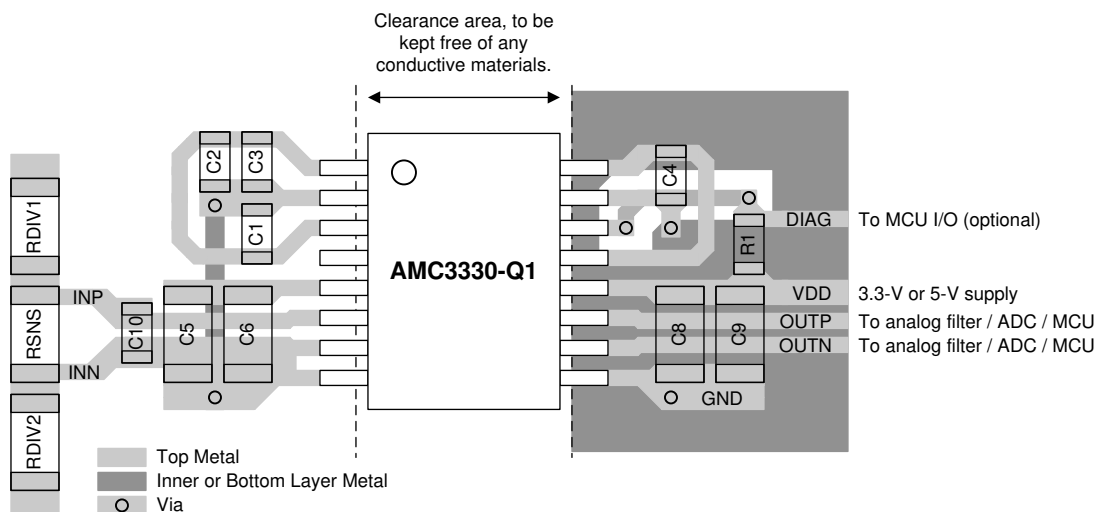 Clearance area, to be
kept free of any
conductive materials.
C2
C3
C4
RDIV1
C1
R1
DIAG
To MCU I/O (optional)
AMC3330-Q1
INP
VDD
3.3-V or 5-V supply
RSNS
C10
C5
C6
C8
C9
OUTP
To analog filter / ADC / MCU
OUTN
To analog filter / ADC / MCU
INN
GND
RDIV2
Top Metal
Inner or Bottom Layer Metal
Via